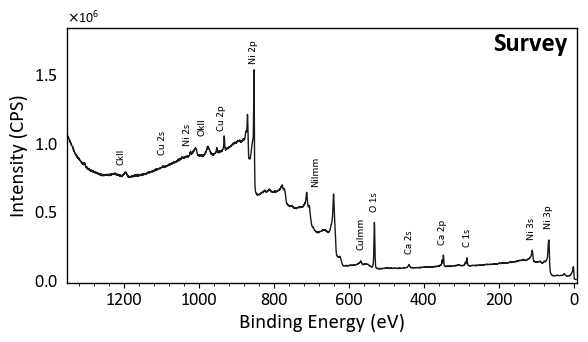 ×10⁶
Survey
Intensity (CPS)
1.5
1.0
0.5
0.0
CKII
Cu 2s
Ni 2s
OKII
Cu 2p
Ni 2p
Nilmm
Culmm
O 1s
Ca 2s
Ca 2p
C 1s
Ni 3s
Ni 3p
1200 1000 800 600 400 200 0
Binding Energy (eV)